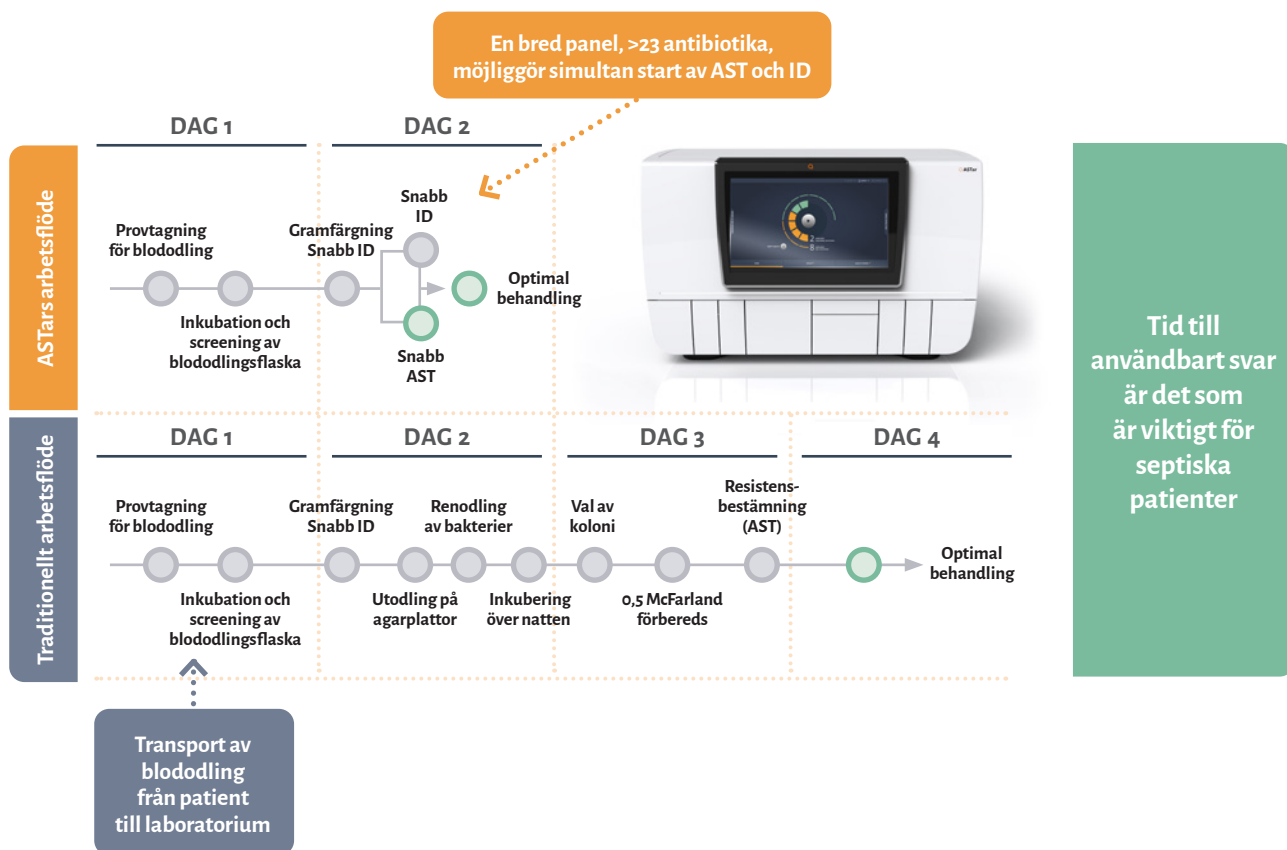 En bred panel, >23 antibiotika,
möjliggör simultan start av AST och ID
DAG 1
DAG 2
ASTars arbetsflöde
Provtagning
för blododling
Inkubation och
screening av
blododlingsflaska
Gramfärgning
Snabb ID
Snabb
ID
Snabb
AST
Optimal
behandling
ASTar
2
8
Tid till
användbart svar
är det som
är viktigt för
septiska
patienter
DAG 1
DAG 2
DAG 3
DAG 4
Traditionellt arbetsflöde
Provtagning
för blododling
Inkubation och
screening av
blododlingsflaska
Gramfärgning
Snabb ID
Utodling på
agarplattor
Renodling
av bakterier
Inkubering
över natten
Val av
koloni
0,5 McFarland
förbereds
Resistens-
bestämning
(AST)
Optimal
behandling
Transport av
blododling
från patient
till laboratorium